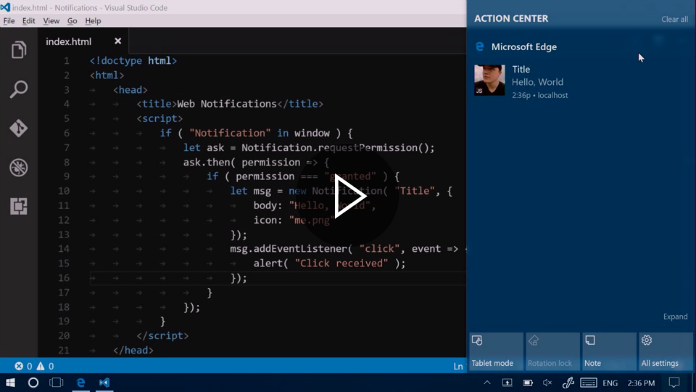 index.html - Notifications - Visual Studio Code
File Edit View Go Help
index.html ×
1 <!doctype html>
2 <html>
3 <head>
4 <title>Web Notifications</title>
5 <script>
6 if ( "Notification" in window ) {
7 let ask = Notification.requestPermission();
8 ask.then( permission => {
9 if ( permission === "granted" ) {
10 let msg = new Notification( "Title", {
11 body: "Hello, World",
12 icon: "me.png"
13 });
14 msg.addEventListener( "click", event => {
15 alert( "Click received" );
16 });
17 }
18 });
19 }
20 </script>
21 </head>
0 0
Ln
ACTION CENTER
Clear all
Microsoft Edge
Title
Hello, World
2:36p • localhost
JS
Expand
Tablet mode
Rotation lock
Note
All settings
ENG 2:36 PM